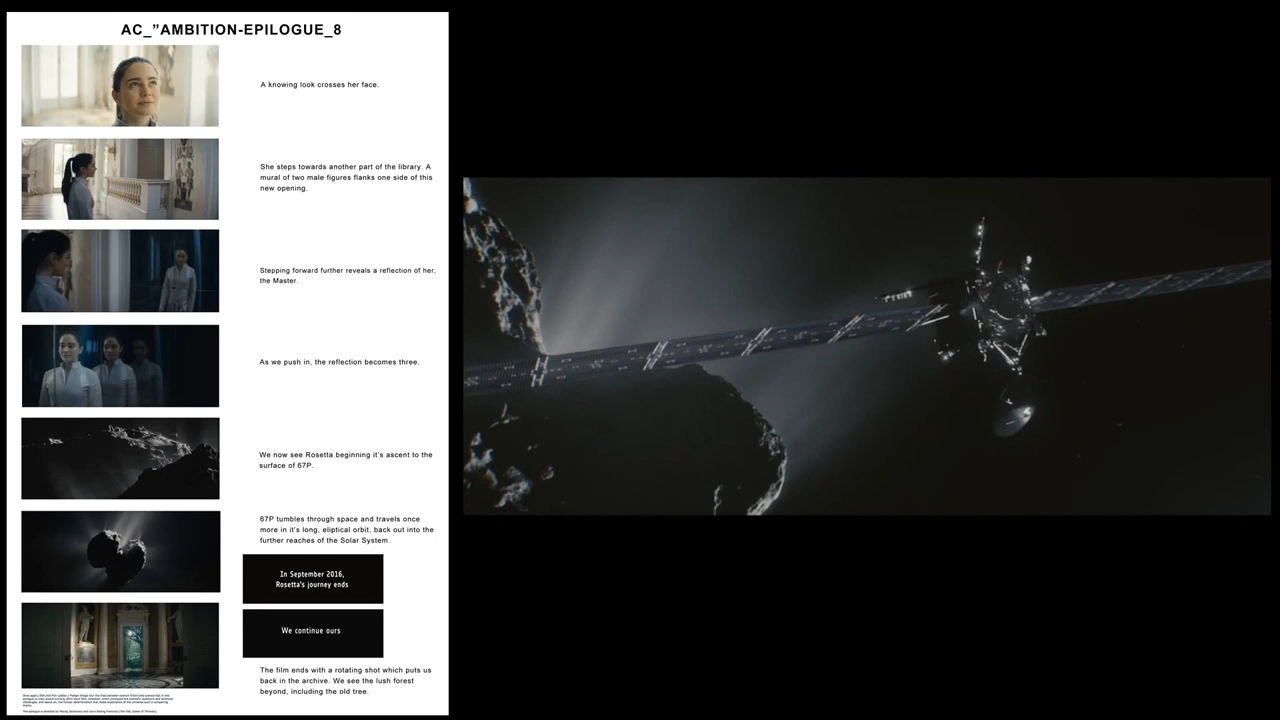 AC_”AMBITION-EPILOGUE_8
A knowing look crosses her face.
She steps towards another part of the library. A
mural of two male figures flanks one side of this
new opening.
Stepping forward further reveals a reflection of her,
the Master.
As we push in, the reflection becomes three.
We now see Rosetta beginning it's ascent to the
surface of 67P.
67P tumbles through space and travels once
more in it's long, eliptical orbit, back out into the
further reaches of the Solar System.
In September 2016,
Rosetta's journey ends
We continue ours
The film ends with a rotating shot which puts us
back in the archive. We see the lush forest
beyond, including the old tree.